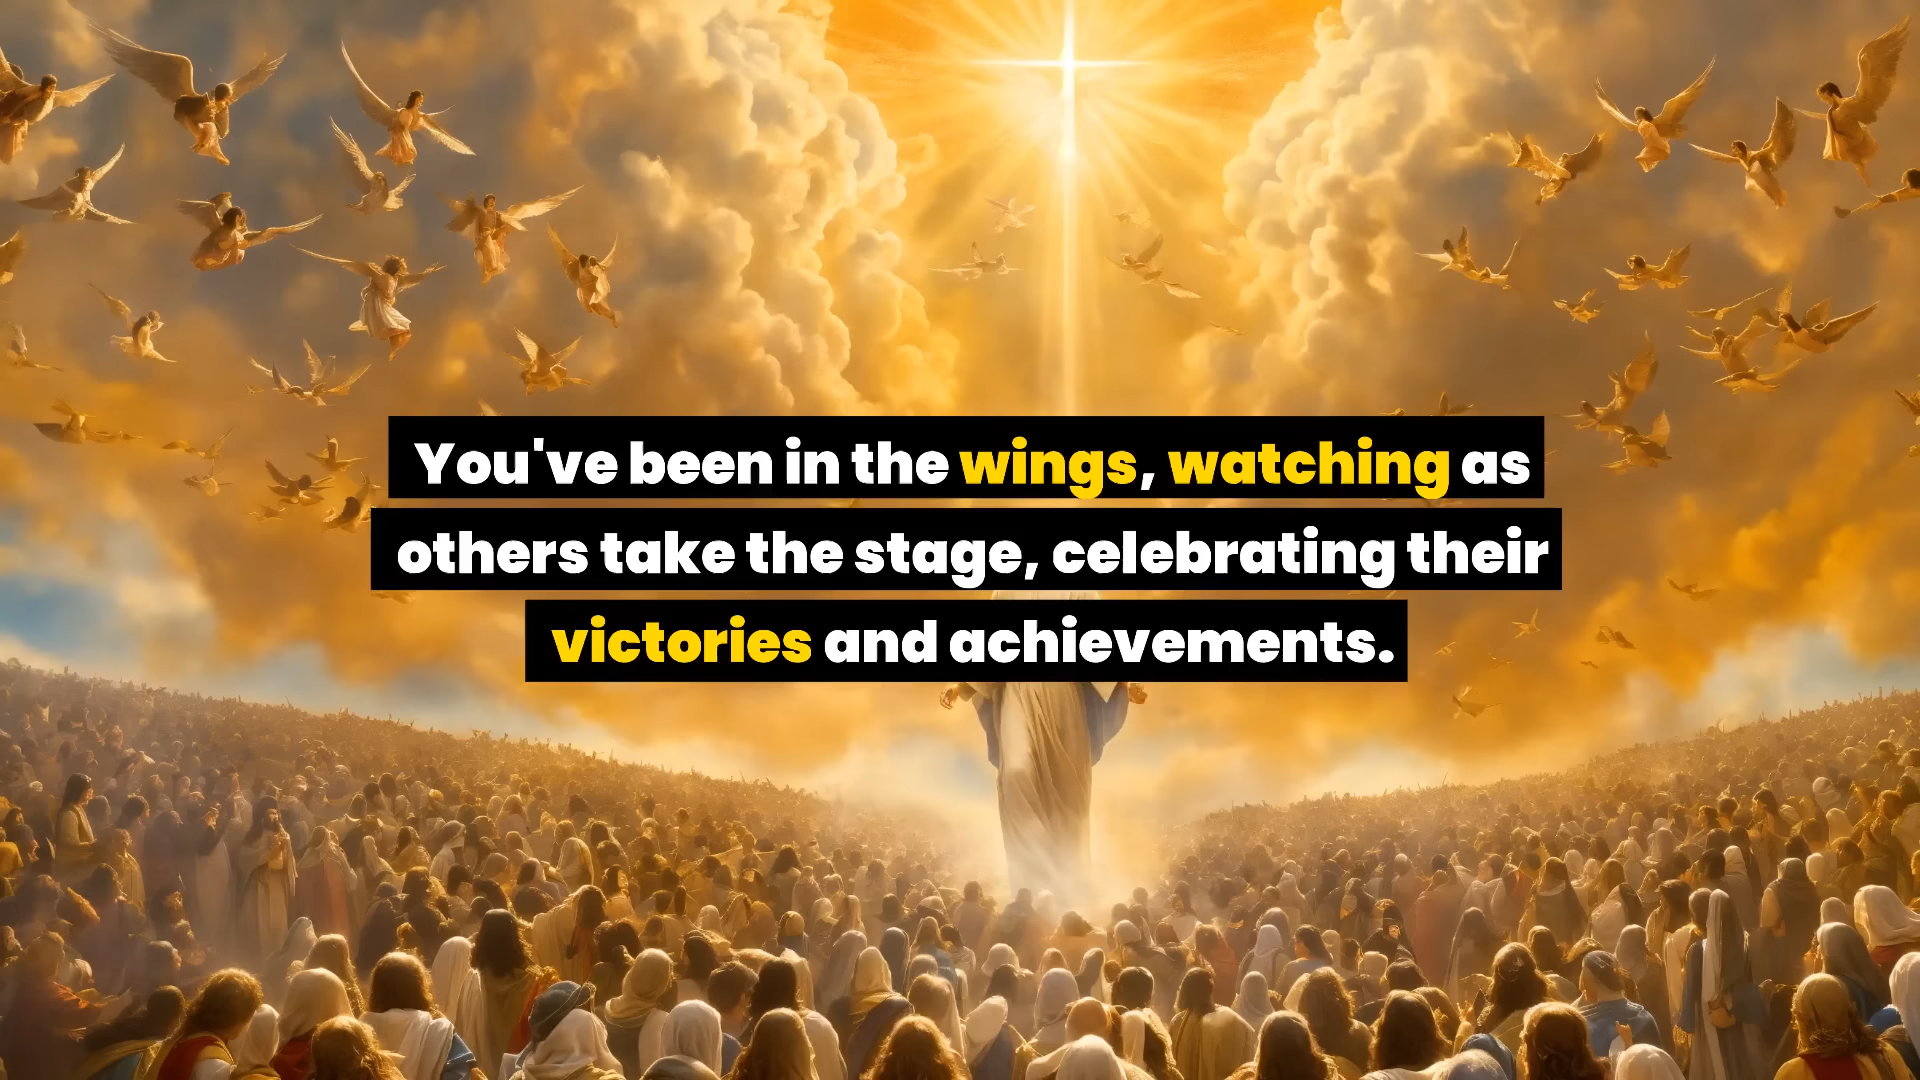 You've been in the wings, watching as
others take the stage, celebrating their
victories and achievements.